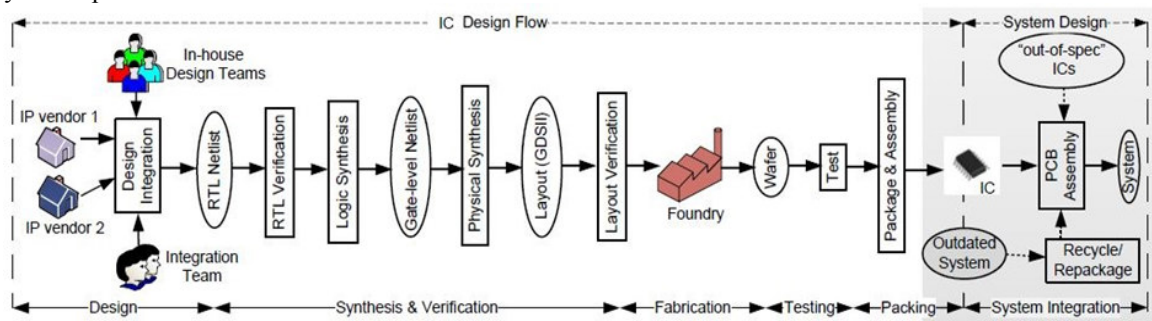 IC Design Flow
System Design
In-house
Design Teams
"out-of-spec"
ICs
IP vendor 1
IP vendor 2
Design
Integration
Integration
Team
RTL Netlist
RTL Verification
Logic Synthesis
Gate-level Netlist
Physical Synthesis
Layout (GDSII)
Layout Verification
Foundry
Wafer
Test
Package & Assembly
IC
PCB
Assembly
System
Outdated
System
Recycle/
Repackage
Design
Synthesis & Verification
Fabrication
Testing
Packing
System Integration